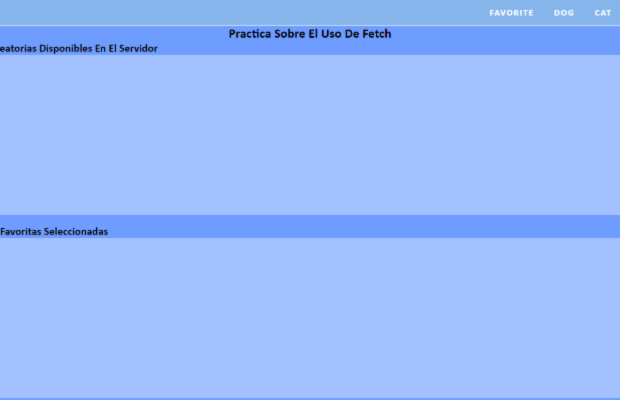 FAVORITE DOG CAT
Practica Sobre El Uso De Fetch
eatorias Disponibles En El Servidor
Favoritas Seleccionadas